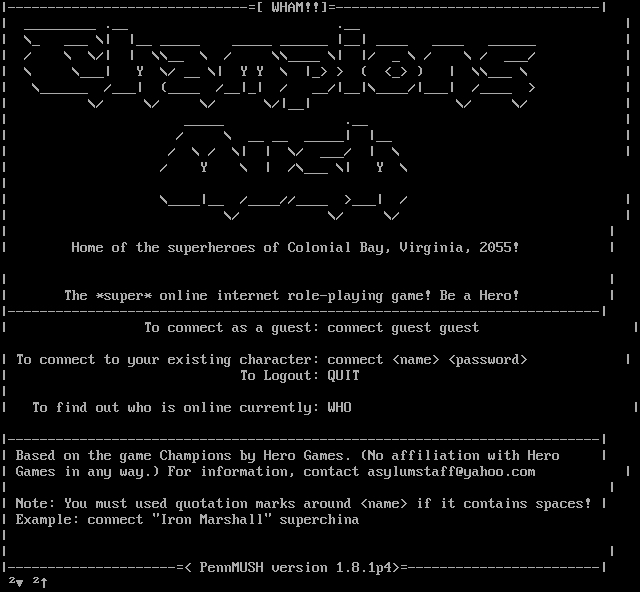 =[ WHAM!!]=
Champions
Mush
Home of the superheroes of Colonial Bay, Virginia, 2055!
The *super* online internet role-playing game! Be a Hero!
To connect as a guest: connect guest guest
To connect to your existing character: connect <name> <password>
To Logout: QUIT
To find out who is online currently: WHO
Based on the game Champions by Hero Games. (No affiliation with Hero
Games in any way.) For information, contact asylumstaff@yahoo.com
Note: You must used quotation marks around <name> if it contains spaces!
Example: connect "Iron Marshall" superchina
=< PennMUSH version 1.8.1p4>=
²▼ ²↑